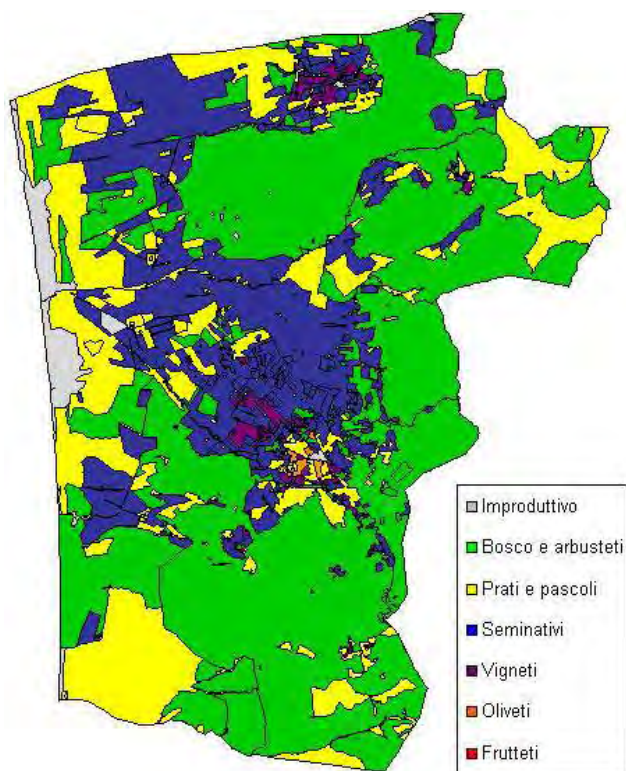 Improduttivo
Bosco e arbusteti
Prati e pascoli
Seminativi
Vigneti
Oliveti
Frutteti